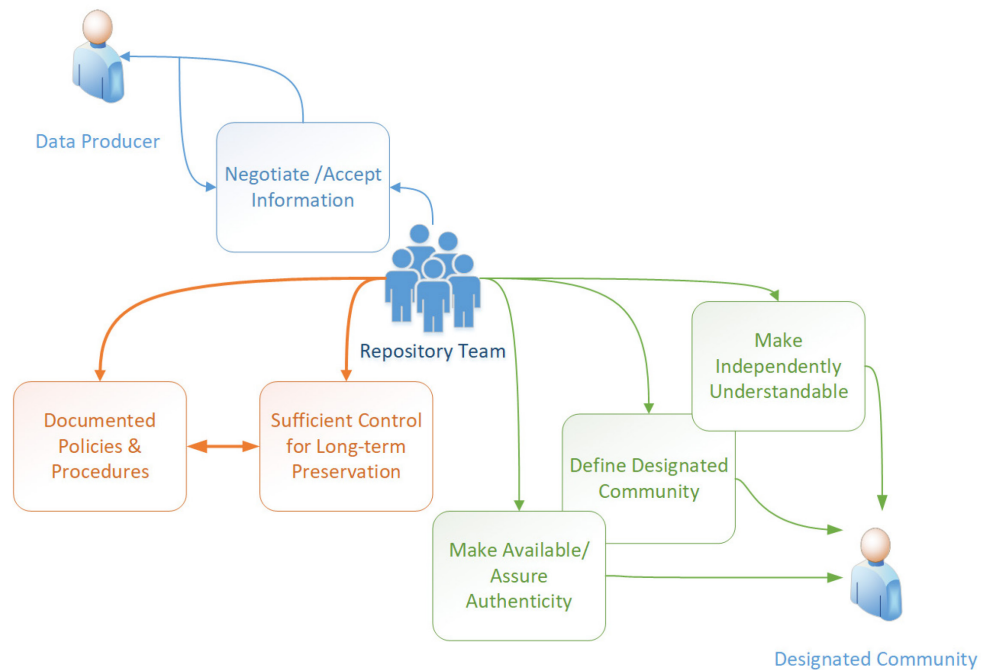 Data Producer
Negotiate /Accept
Information
Repository Team
Make
Independently
Understandable
Documented
Policies &
Procedures
Sufficient Control
for Long-term
Preservation
Define Designated
Community
Make Available/
Assure
Authenticity
Designated Community